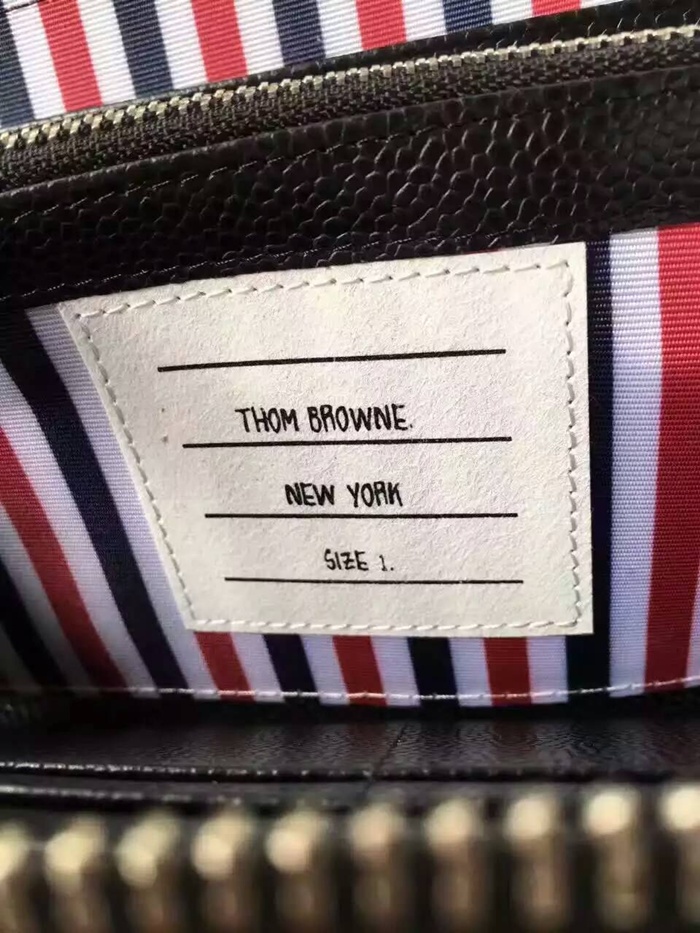 THOM BROWNE.
NEW YORK
SIZE 1.